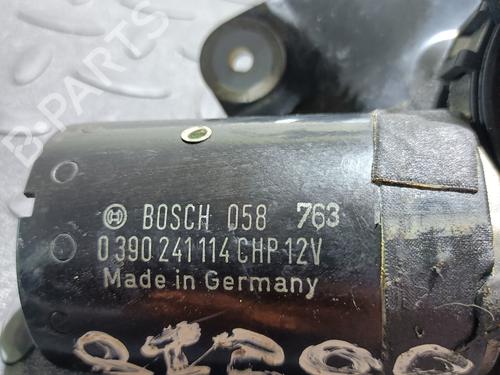 B-PARTS
BOSCH 058 763
0 390 241 114 CHP 12V
Made in Germany